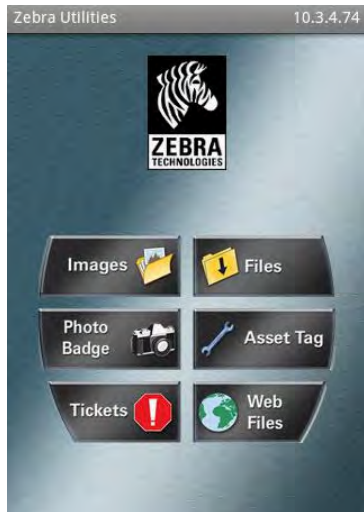 Zebra Utilities 10.3.4.74
ZEBRA
TECHNOLOGIES
Images
Files
Photo
Badge
Asset Tag
Tickets
Web
Files